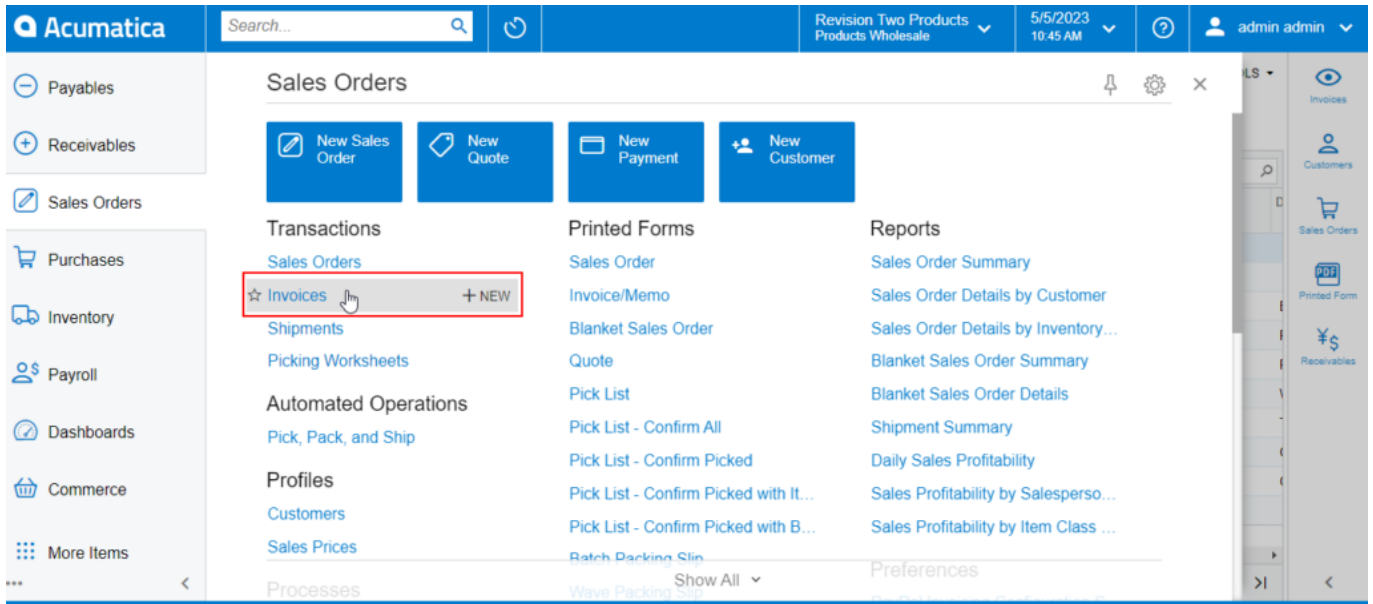 Acumatica
Search...
Revision Two Products
Products Wholesale
5/5/2023
10:45 AM
admin admin
Payables
Receivables
Sales Orders
Purchases
Inventory
Payroll
Dashboards
Commerce
More Items
Sales Orders
New Sales
Order
New
Quote
New
Payment
New
Customer
Transactions
Sales Orders
Invoices
+ NEW
Shipments
Picking Worksheets
Automated Operations
Pick, Pack, and Ship
Profiles
Customers
Sales Prices
Processes
Printed Forms
Sales Order
Invoice/Memo
Blanket Sales Order
Quote
Pick List
Pick List - Confirm All
Pick List - Confirm Picked
Pick List - Confirm Picked with It...
Pick List - Confirm Picked with B...
Batch Packing Slip
Wave Packing Slip
Show All
Reports
Sales Order Summary
Sales Order Details by Customer
Sales Order Details by Inventory...
Blanket Sales Order Summary
Blanket Sales Order Details
Shipment Summary
Daily Sales Profitability
Sales Profitability by Salesperso...
Sales Profitability by Item Class ...
Preferences
LS
Invoices
Customers
Sales Orders
PDF
Printed Form
¥$
Receivables